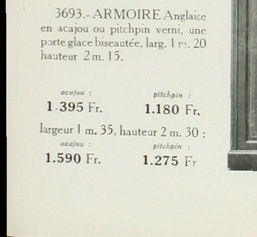 3693.- ARMOIRE Anglaise
en acajou ou pitchpin verni, une
porte glace biseautée, larg. 1 m. 20
hauteur 2 m. 15.
acajou : pitchpin :
1.395 Fr. 1.180 Fr.
largeur 1 m. 35, hauteur 2 m. 30 :
acajou : pitchpin :
1.590 Fr. 1.275 Fr